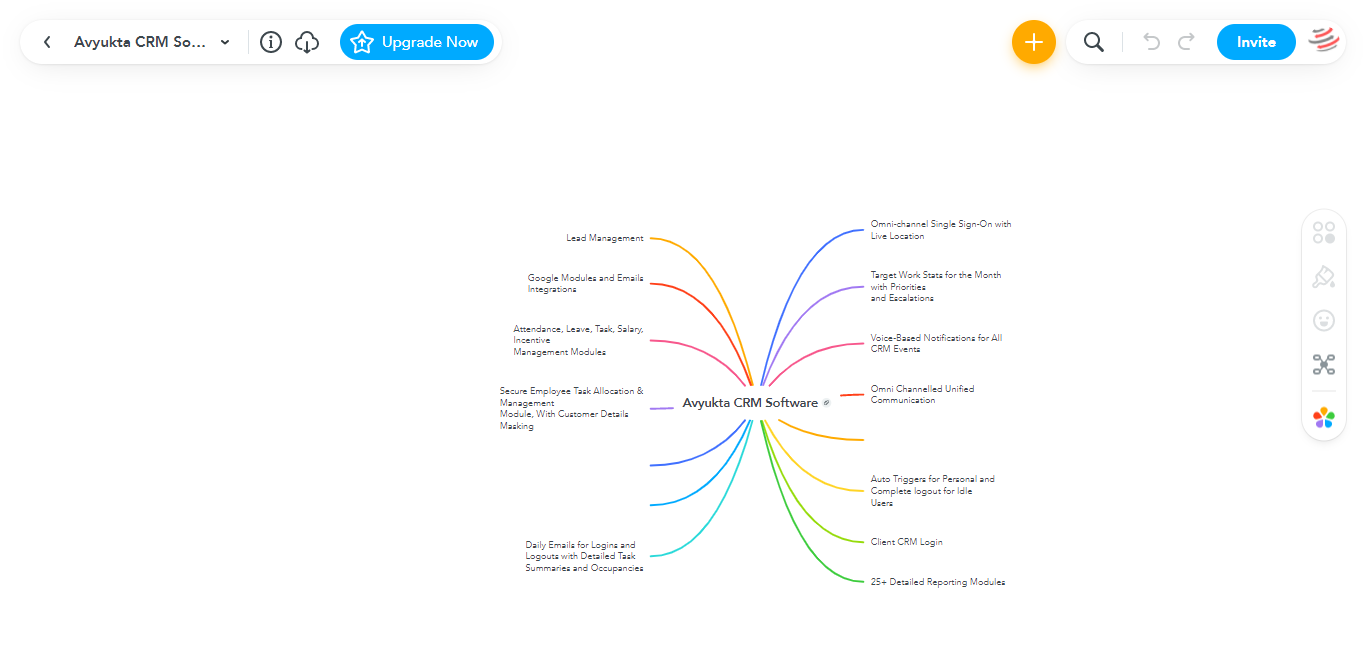 Avyukta CRM So...
Upgrade Now
Invite
Lead Management
Google Modules and Emails
Integrations
Attendance, Leave, Task, Salary,
Incentive
Management Modules
Secure Employee Task Allocation &
Management
Module, With Customer Details
Masking
Daily Emails for Logins and
Logouts with Detailed Task
Summaries and Occupancies
Avyukta CRM Software
Omni-channel Single Sign-On with
Live Location
Target Work Stats for the Month
with Priorities
and Escalations
Voice-Based Notifications for All
CRM Events
Omni Channelled Unified
Communication
Auto Triggers for Personal and
Complete logout for Idle
Users
Client CRM Login
25+ Detailed Reporting Modules